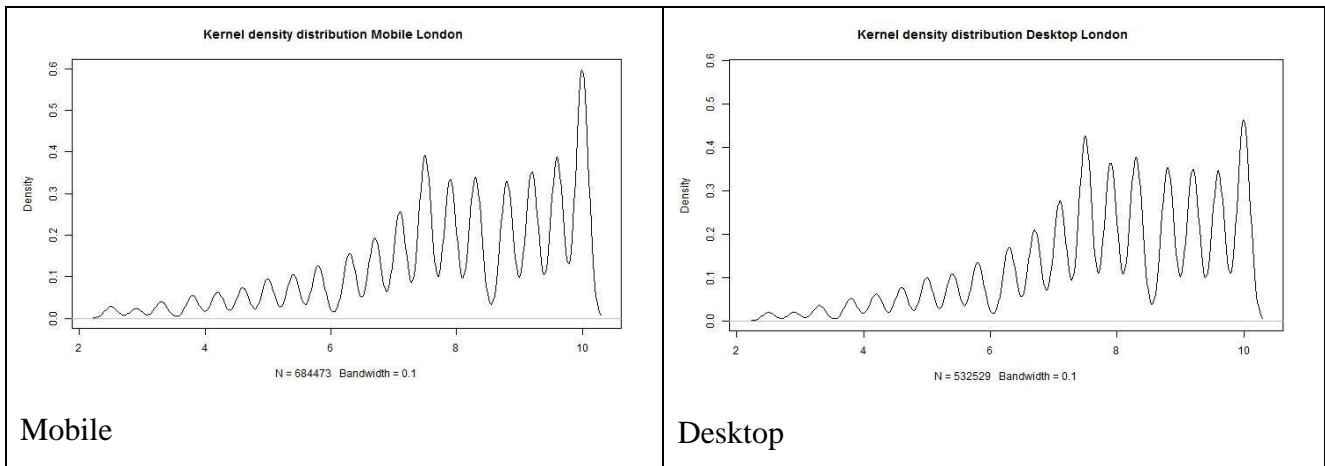 Kernel density distribution Mobile London
0.6
0.5
0.4
0.3
0.2
0.1
0.0
Density
2 4 6 8 10
N = 684473 Bandwidth = 0.1
Mobile
Kernel density distribution Desktop London
0.6
0.5
0.4
0.3
0.2
0.1
0.0
Density
2 4 6 8 10
N = 532529 Bandwidth = 0.1
Desktop